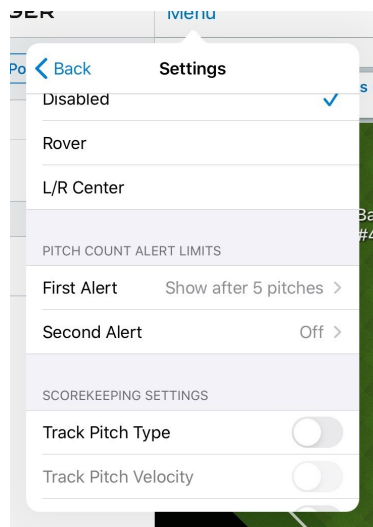 Menu
Back
Settings
Disabled
Rover
L/R Center
PITCH COUNT ALERT LIMITS
First Alert Show after 5 pitches
Second Alert Off
SCOREKEEPING SETTINGS
Track Pitch Type
Track Pitch Velocity